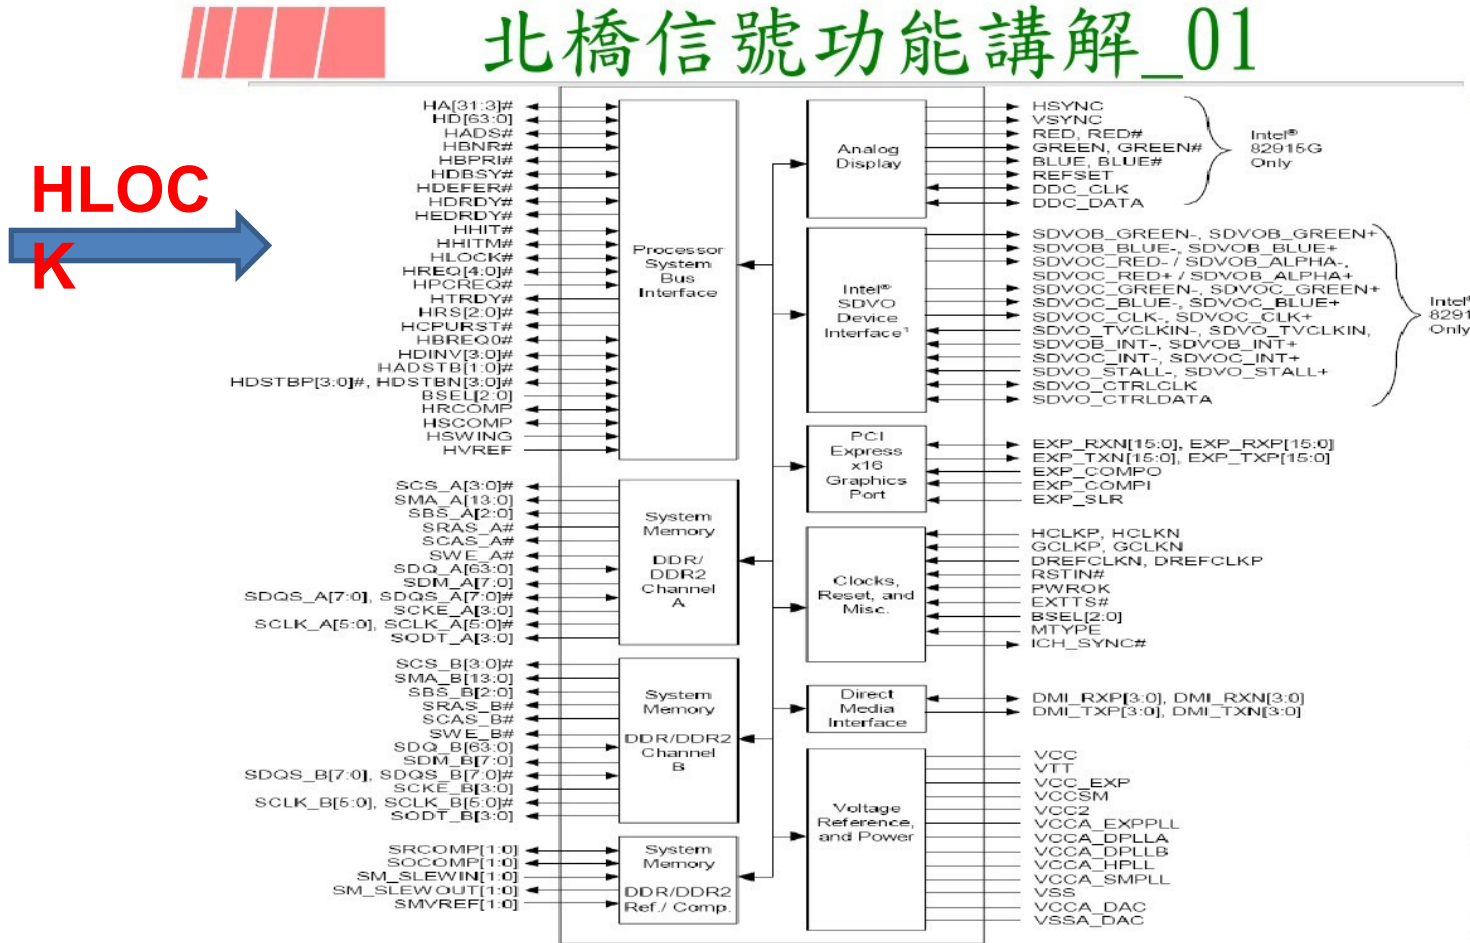 北橋信號功能講解_01
HLOC
K
HA[31:3]#
HD[63:0]
HADS#
HBNR#
HBPRI#
HDBSY#
HDEFER#
HDRDY#
HEDRDY#
HHIT#
HHITM#
HLOCK#
HREQ[4:0]#
HPCREQ#
HTRDY#
HRS[2:0]#
HCPURST#
HBREQ0#
HDINV[3:0]#
HADSTB[1:0]#
HDSTBP[3:0]#, HDSTBN[3:0]#
BSEL[2:0]
HRCOMP
HSCOMP
HSWING
HVREF
Processor
System
Bus
Interface
SCS_A[3:0]#
SMA_A[13:0]
SBS_A[2:0]
SRAS_A#
SCAS_A#
SWE_A#
SDQ_A[63:0]
SDM_A[7:0]
SDQS_A[7:0], SDQS_A[7:0]#
SCKE_A[3:0]
SCLK_A[5:0], SCLK_A[5:0]#
SODT_A[3:0]
System
Memory
DDR/
DDR2
Channel
A
SCS_B[3:0]#
SMA_B[13:0]
SBS_B[2:0]
SRAS_B#
SCAS_B#
SWE_B#
SDQ_B[63:0]
SDM_B[7:0]
SDQS_B[7:0], SDQS_B[7:0]#
SCKE_B[3:0]
SCLK_B[5:0], SCLK_B[5:0]#
SODT_B[3:0]
System
Memory
DDR/DDR2
Channel
B
SRCOMP[1:0]
SOCOMP[1:0]
SM_SLEWIN[1:0]
SM_SLEWOUT[1:0]
SMVREF[1:0]
System
Memory
DDR/DDR2
Ref./ Comp.
Analog
Display
HSYNC
VSYNC
RED, RED#
GREEN, GREEN#
BLUE, BLUE#
REFSET
DDC_CLK
DDC_DATA
Intel®
82915G
Only
Intel®
SDVO
Device
Interface¹
SDVOB_GREEN-, SDVOB_GREEN+
SDVOB_BLUE-, SDVOB_BLUE+
SDVOC_RED- / SDVOB_ALPHA-,
SDVOC_RED+ / SDVOB_ALPHA+
SDVOC_GREEN-, SDVOC_GREEN+
SDVOC_BLUE-, SDVOC_BLUE+
SDVOC_CLK-, SDVOC_CLK+
SDVO_TVCLKIN-, SDVO_TVCLKIN,
SDVOB_INT-, SDVOB_INT+
SDVOC_INT-, SDVOC_INT+
SDVO_STALL-, SDVO_STALL+
SDVO_CTRLCLK
SDVO_CTRLDATA
Intel®
8291
Only
PCI
Express
x16
Graphics
Port
EXP_RXN[15:0], EXP_RXP[15:0]
EXP_TXN[15:0], EXP_TXP[15:0]
EXP_COMPO
EXP_COMPI
EXP_SLR
Clocks,
Reset, and
Misc.
HCLKP, HCLKN
GCLKP, GCLKN
DREFCLKN, DREFCLKP
RSTIN#
PWROK
EXTTS#
BSEL[2:0]
MTYPE
ICH_SYNC#
Direct
Media
Interface
DMI_RXP[3:0], DMI_RXN[3:0]
DMI_TXP[3:0], DMI_TXN[3:0]
Voltage
Reference,
and Power
VCC
VTT
VCC_EXP
VCCSM
VCC2
VCCA_EXPPLL
VCCA_DPLLA
VCCA_DPLLB
VCCA_HPLL
VCCA_SMPLL
VSS
VCCA_DAC
VSSA_DAC